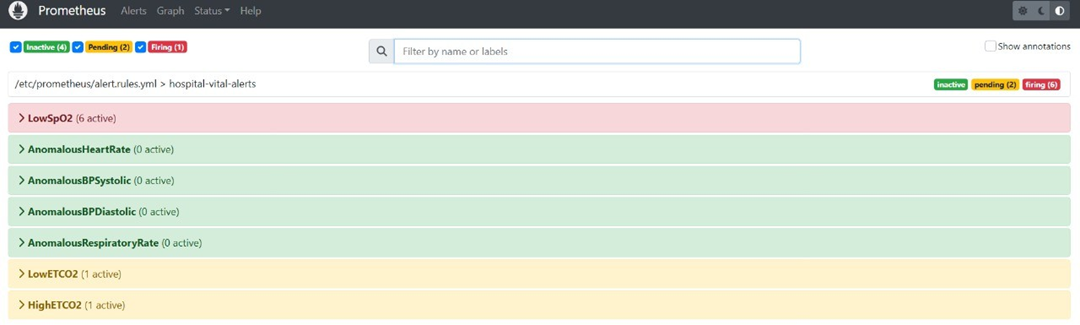 Prometheus Alerts Graph Status Help
Inactive (4) Pending (2) Firing (1) Filter by name or labels Show annotations
/etc/prometheus/alert.rules.yml > hospital-vital-alerts inactive pending (2) firing (6)
LowSpO2 (6 active)
AnomalousHeartRate (0 active)
AnomalousBPSystolic (0 active)
AnomalousBPDiastolic (0 active)
AnomalousRespiratoryRate (0 active)
LowETCO2 (1 active)
HighETCO2 (1 active)